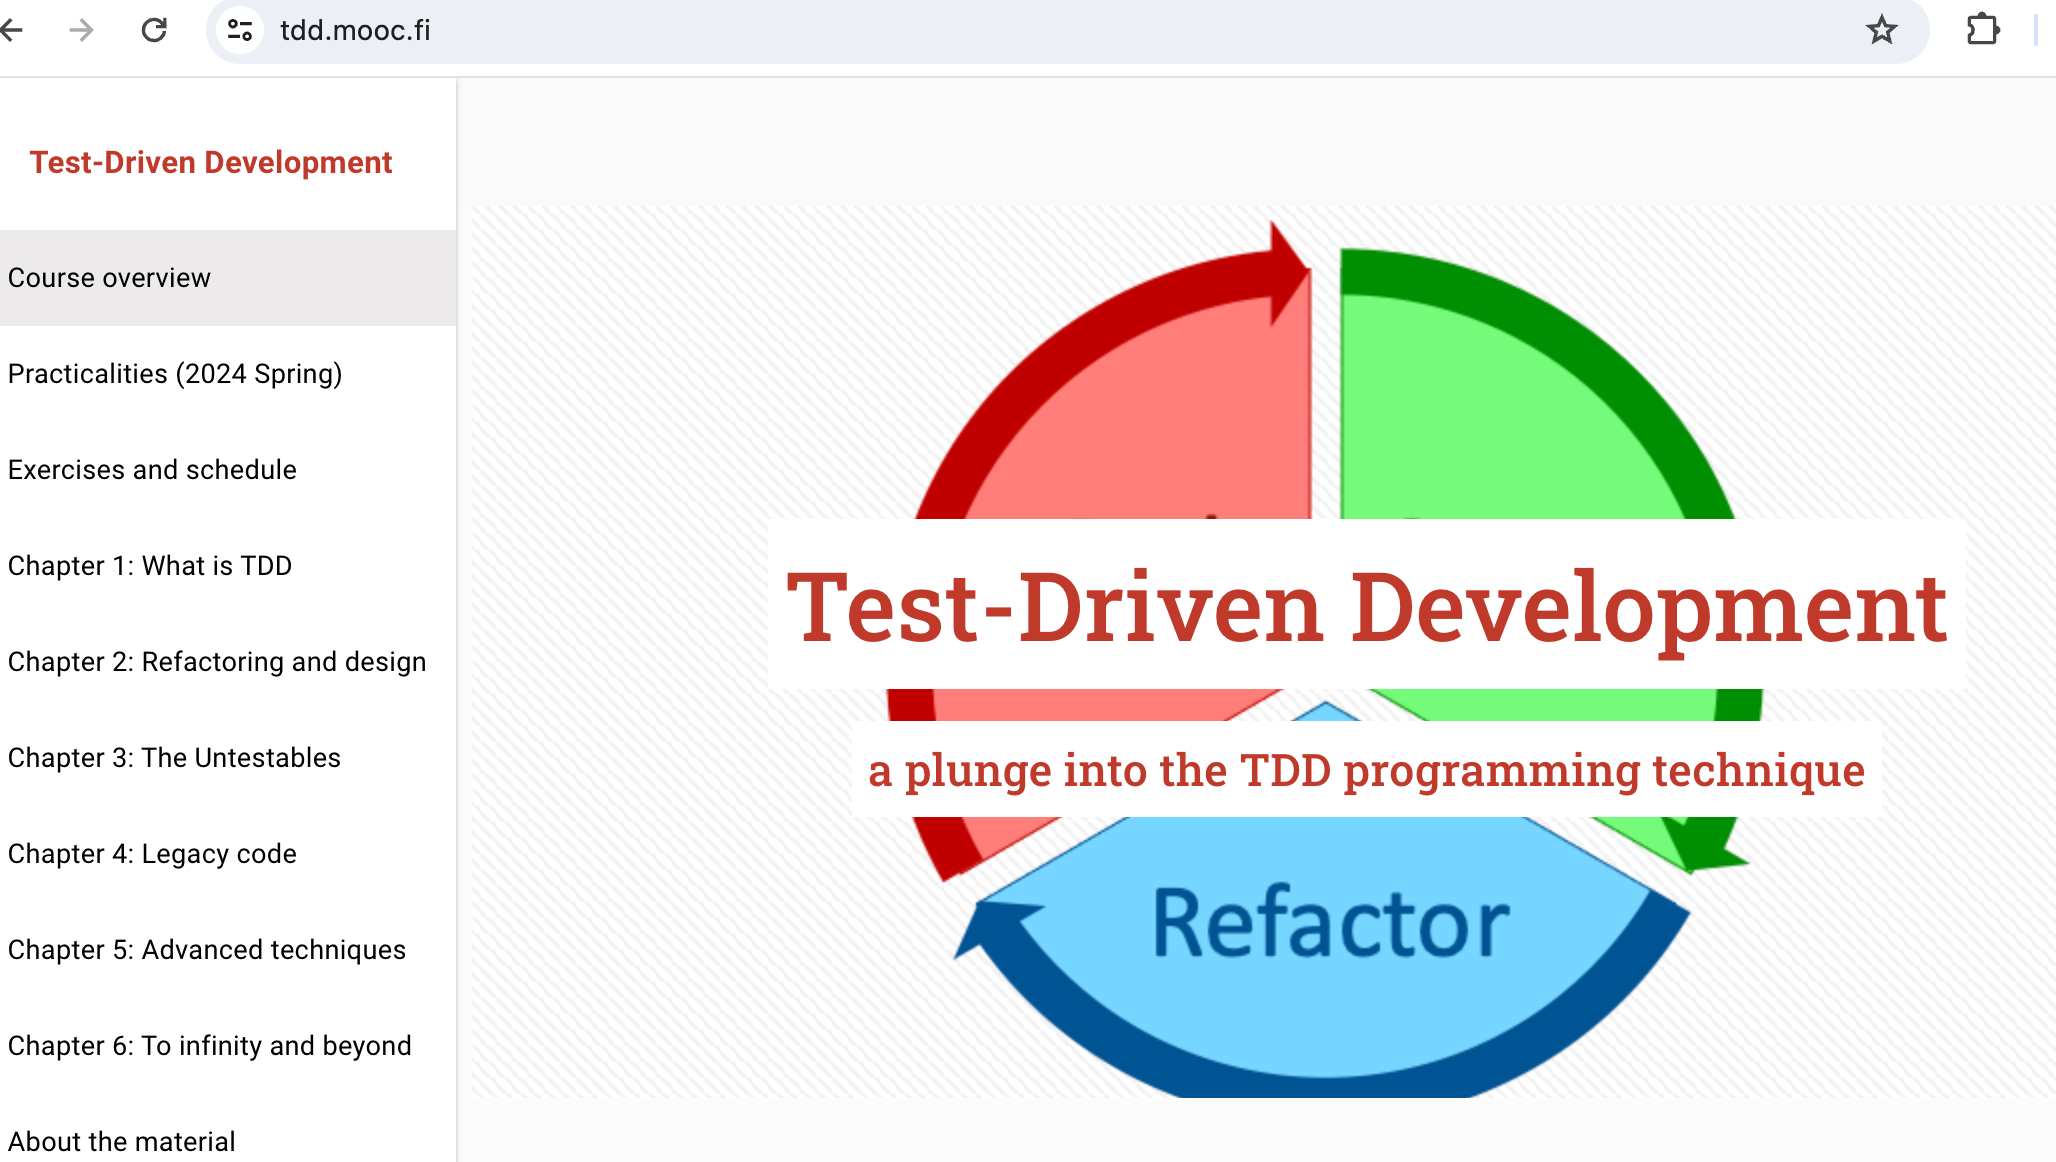 tdd.mooc.fi
Test-Driven Development
Course overview
Practicalities (2024 Spring)
Exercises and schedule
Chapter 1: What is TDD
Chapter 2: Refactoring and design
Chapter 3: The Untestables
Chapter 4: Legacy code
Chapter 5: Advanced techniques
Chapter 6: To infinity and beyond
About the material
Test-Driven Development
a plunge into the TDD programming technique
Refactor